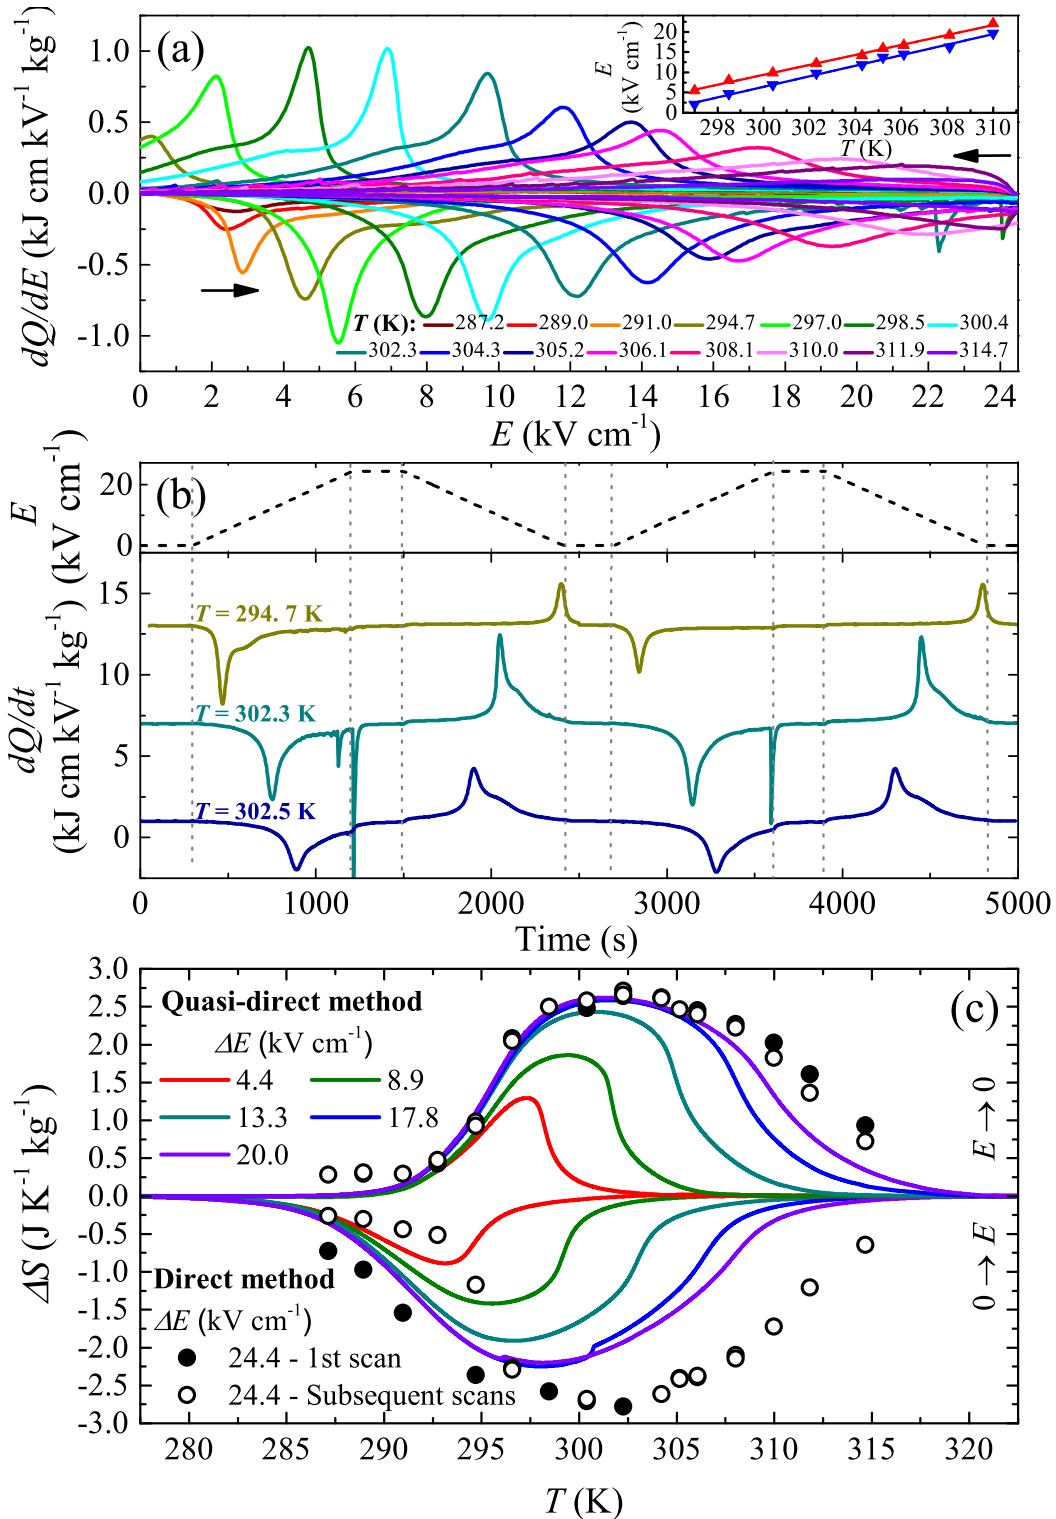 (a)
dQ/dE (kJ cm kV⁻¹ kg⁻¹)
1.0
0.5
0.0
-0.5
-1.0
E
(kV cm⁻¹)
20
15
10
5
0
298 300 302 304 306 308 310
T (K)
T (K): 287.2 289.0 291.0 294.7 297.0 298.5 300.4
302.3 304.3 305.2 306.1 308.1 310.0 311.9 314.7
0 2 4 6 8 10 12 14 16 18 20 22 24
E (kV cm⁻¹)
(b)
E
(kV cm⁻¹)
20
0
dQ/dt
(kJ cm kV⁻¹ kg⁻¹)
15
10
5
0
T = 294. 7 K
T = 302.3 K
T = 302.5 K
0 1000 2000 3000 4000 5000
Time (s)
(c)
ΔS (J K⁻¹ kg⁻¹)
3.0
2.5
2.0
1.5
1.0
0.5
0.0
-0.5
-1.0
-1.5
-2.0
-2.5
-3.0
Quasi-direct method
ΔE (kV cm⁻¹)
4.4 8.9
13.3 17.8
20.0
E → 0
0 → E
Direct method
ΔE (kV cm⁻¹)
24.4 - 1st scan
24.4 - Subsequent scans
280 285 290 295 300 305 310 315 320
T (K)